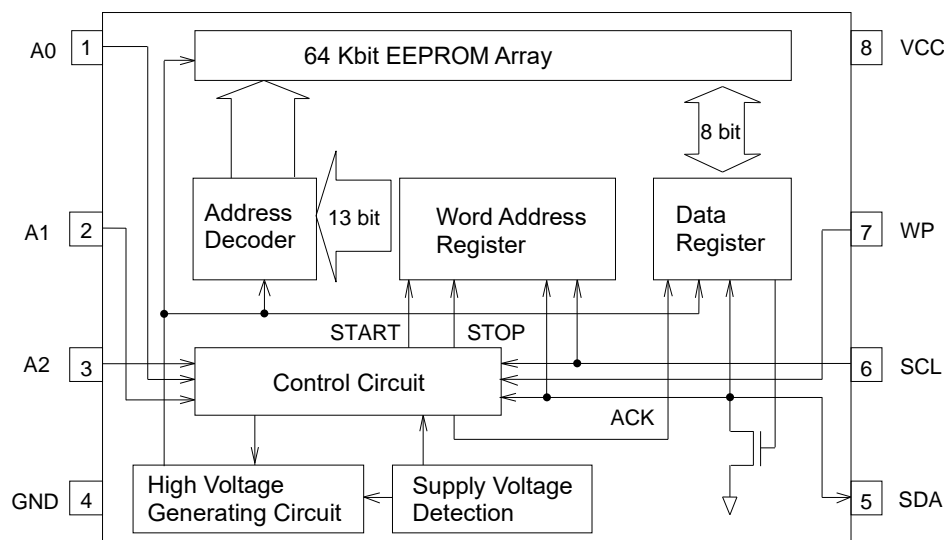 A0
1
64 Kbit EEPROM Array
8
VCC
8 bit
A1
2
Address
Decoder
13 bit
Word Address
Register
Data
Register
7
WP
START
STOP
A2
3
Control Circuit
6
SCL
ACK
GND
4
High Voltage
Generating Circuit
Supply Voltage
Detection
5
SDA